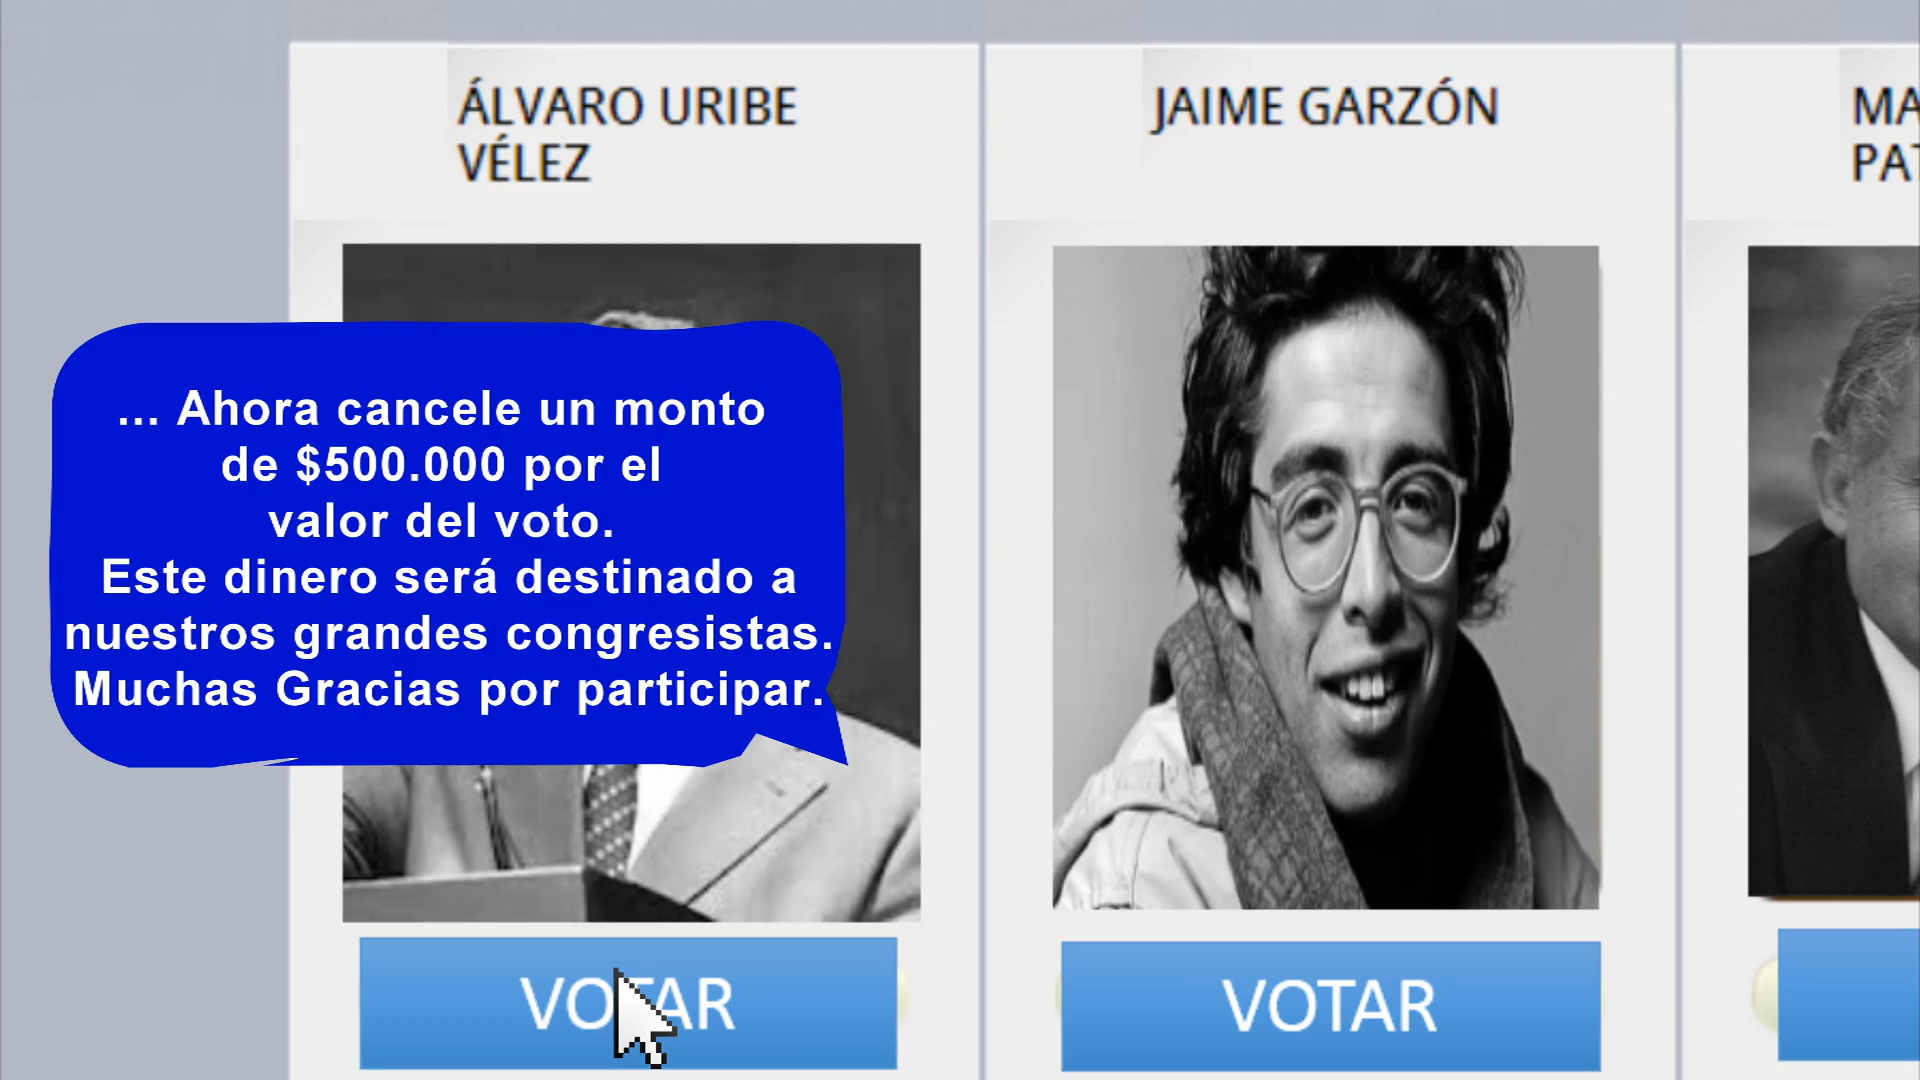 ÁLVARO URIBE
VÉLEZ
JAIME GARZÓN
... Ahora cancele un monto
de $500.000 por el
valor del voto.
Este dinero será destinado a
nuestros grandes congresistas.
Muchas Gracias por participar.
VOTAR
VOTAR